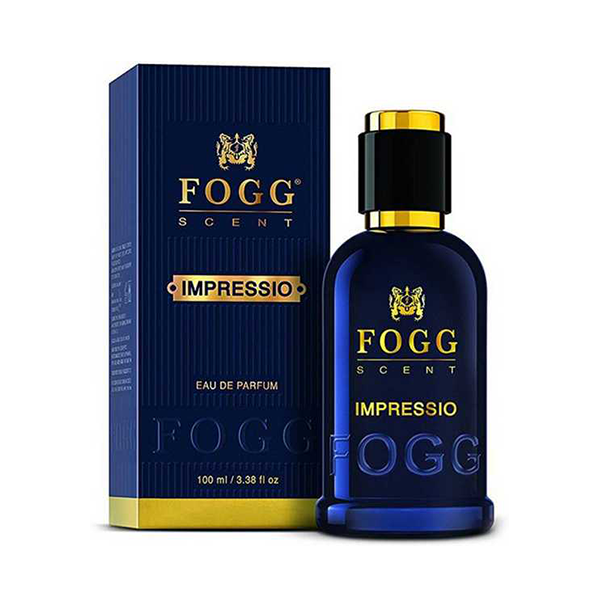 FOGG®
SCENT
IMPRESSIO
EAU DE PARFUM
FOGG
100 ml / 3.38 fl oz
FOGG
SCENT
IMPRESSIO
FOGG